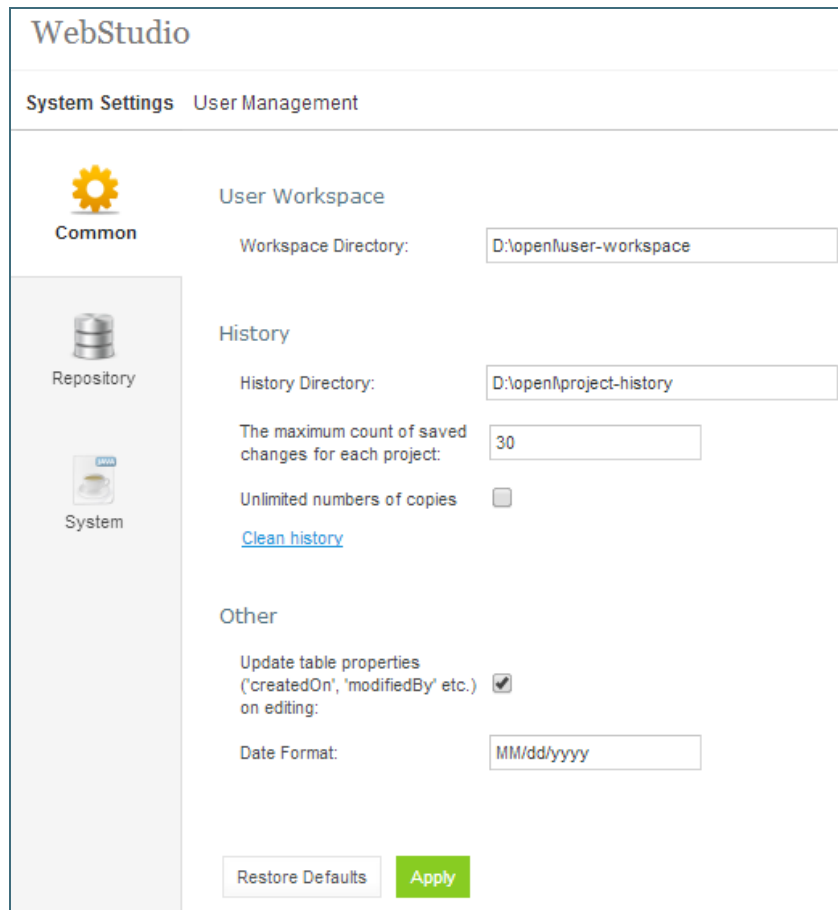 WebStudio
System Settings User Management
Common
Repository
JAVA
System
User Workspace
Workspace Directory: D:\openl\user-workspace
History
History Directory: D:\openl\project-history
The maximum count of saved
changes for each project: 30
Unlimited numbers of copies
Clean history
Other
Update table properties
('createdOn', 'modifiedBy' etc.)
on editing:
Date Format: MM/dd/yyyy
Restore Defaults Apply